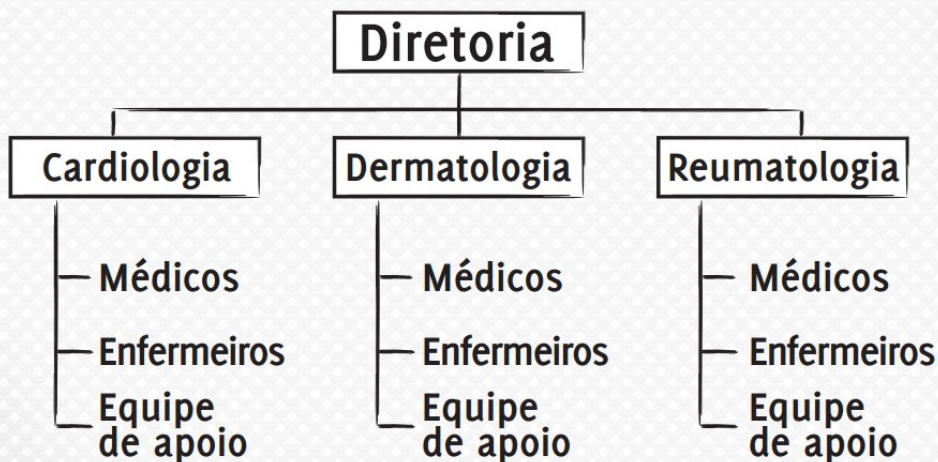 Diretoria
Cardiologia
Dermatologia
Reumatologia
Médicos
Enfermeiros
Equipe
de apoio
Médicos
Enfermeiros
Equipe
de apoio
Médicos
Enfermeiros
Equipe
de apoio